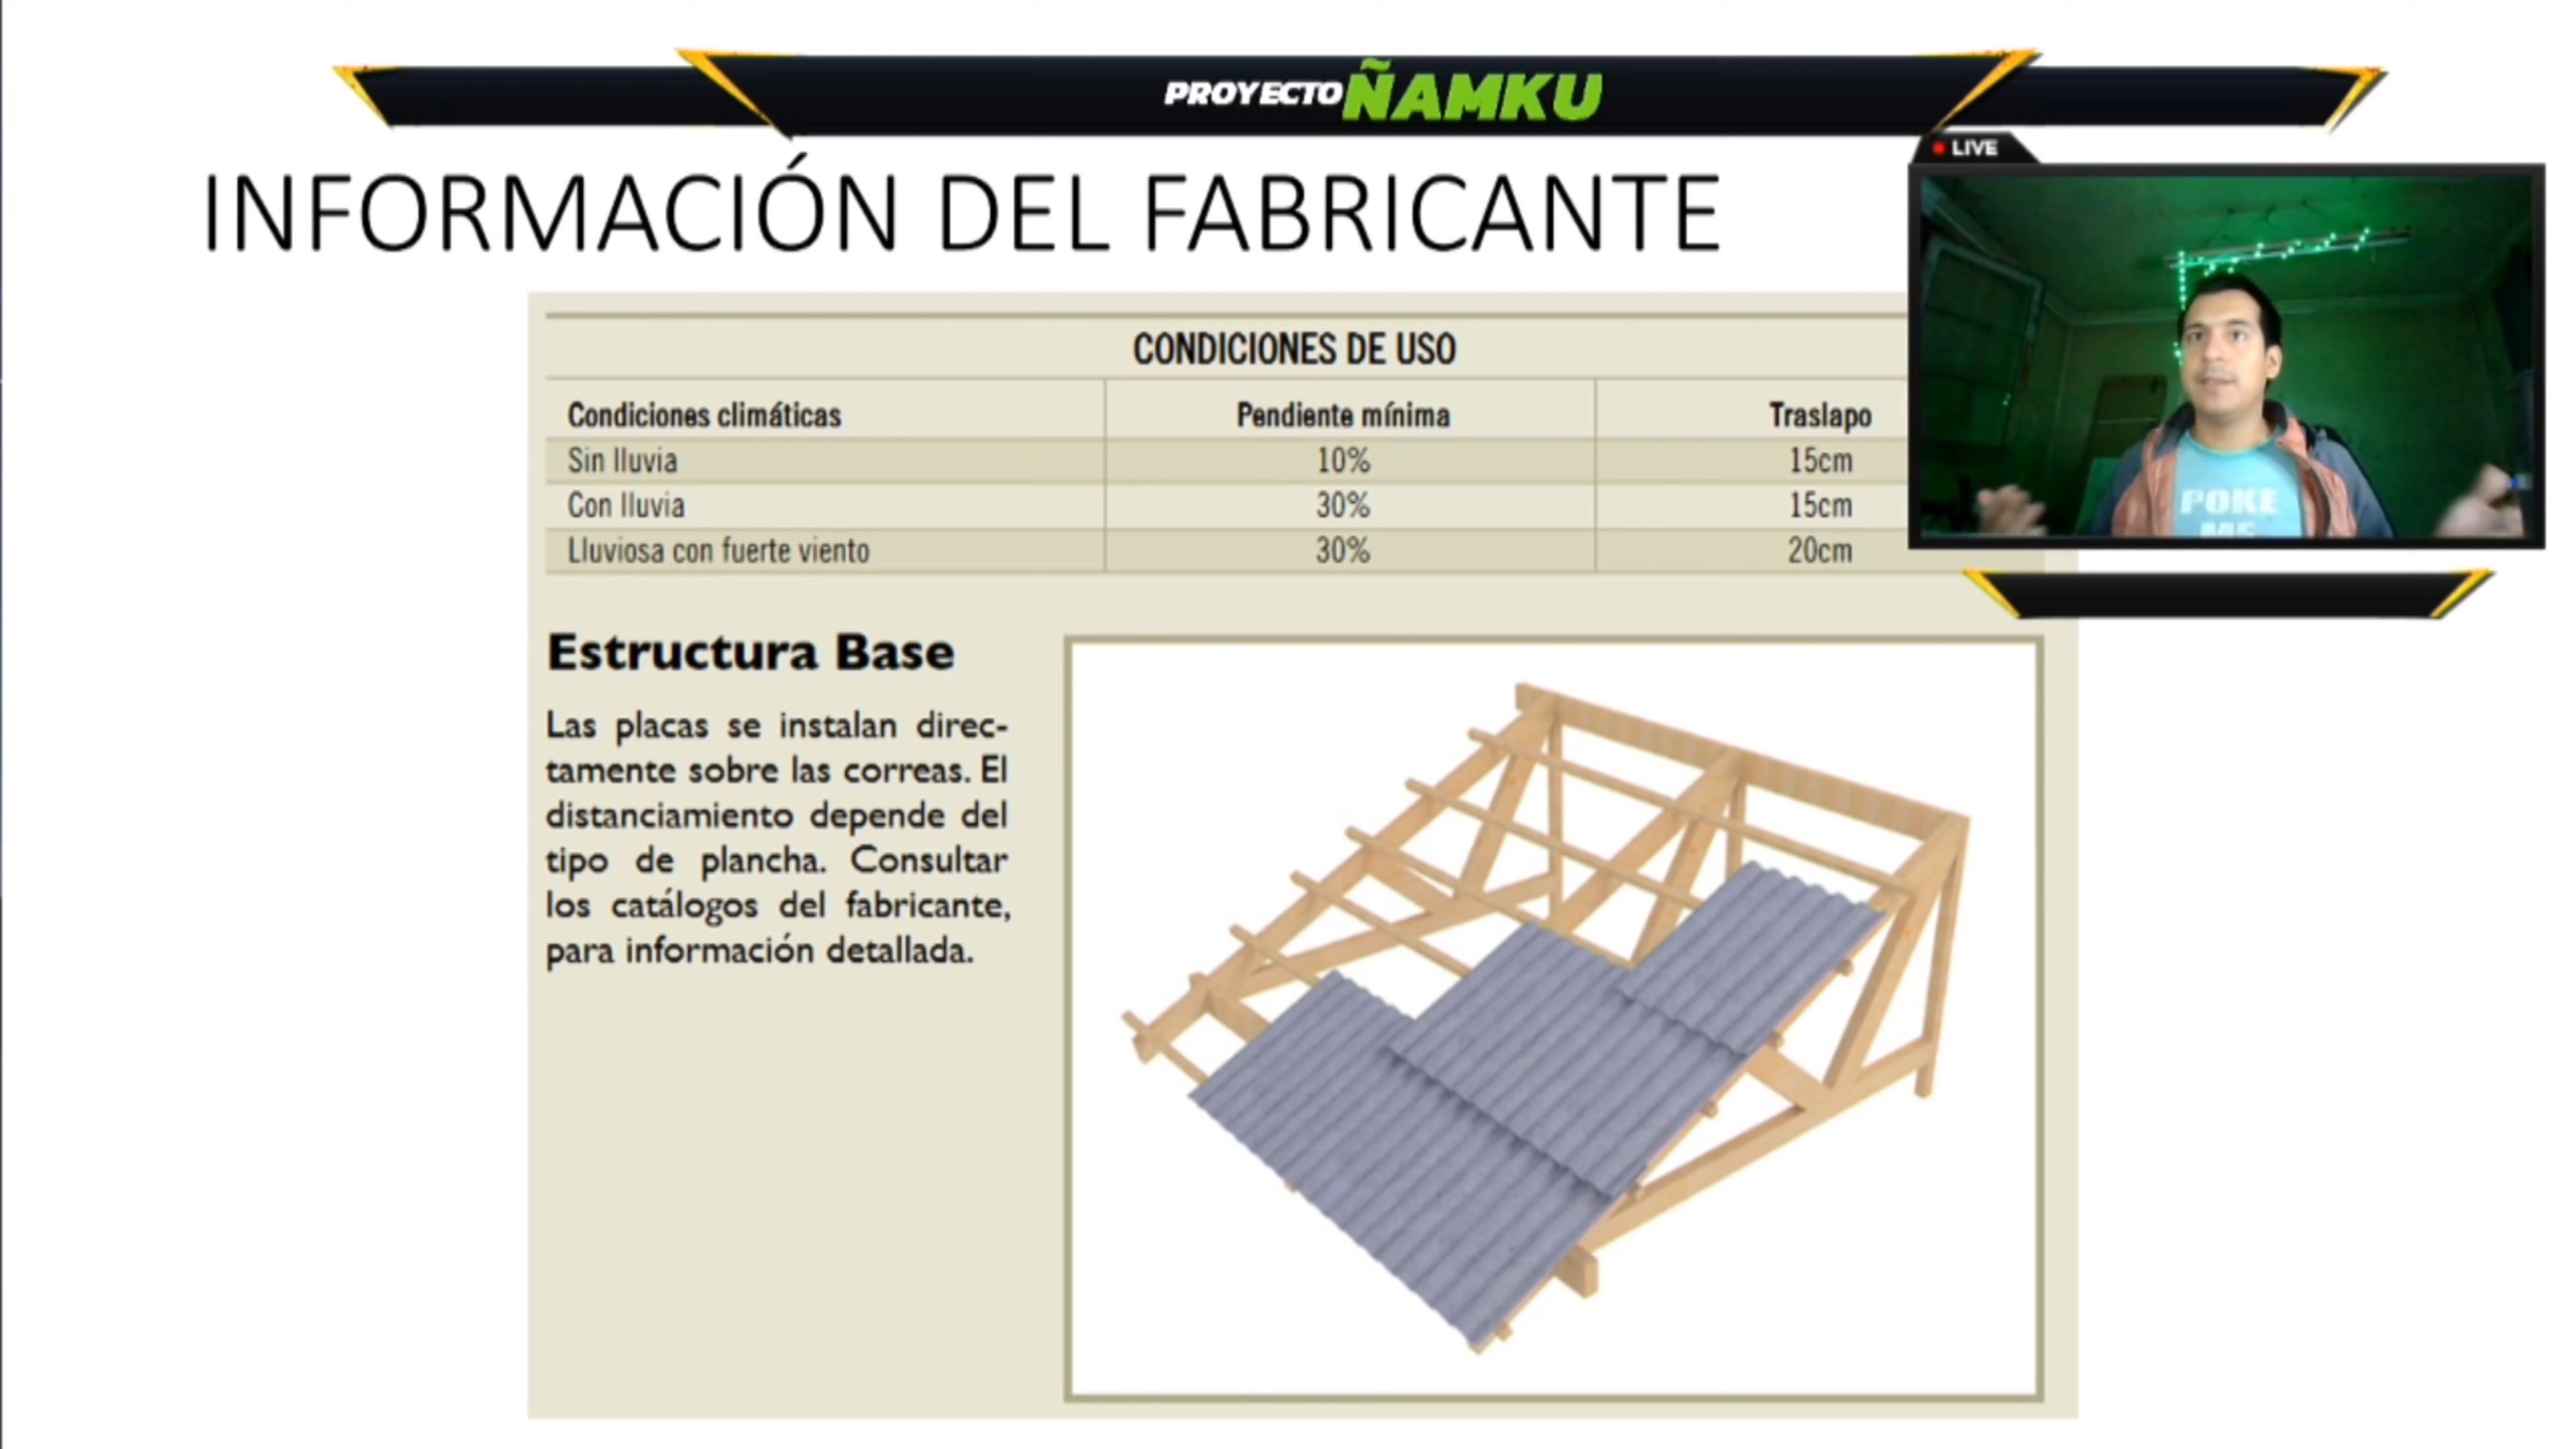 PROYECTO ÑAMKU
LIVE
INFORMACIÓN DEL FABRICANTE
CONDICIONES DE USO
Condiciones climáticas Pendiente mínima Traslapo
Sin lluvia 10% 15cm
Con lluvia 30% 15cm
Lluviosa con fuerte viento 30% 20cm
POKE
ME
Estructura Base
Las placas se instalan direc-
tamente sobre las correas. El
distanciamiento depende del
tipo de plancha. Consultar
los catálogos del fabricante,
para información detallada.